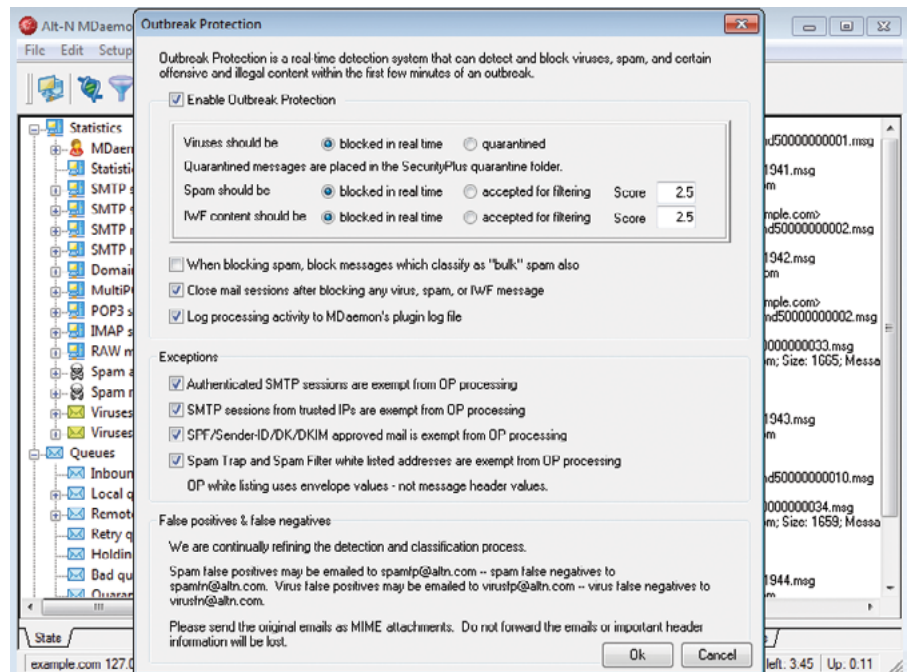 Alt-N MDaemo
File Edit Setup
Outbreak Protection
Outbreak Protection is a real-time detection system that can detect and block viruses, spam, and certain
offensive and illegal content within the first few minutes of an outbreak.
Enable Outbreak Protection
Viruses should be blocked in real time quarantined
Quarantined messages are placed in the SecurityPlus quarantine folder.
Spam should be blocked in real time accepted for filtering Score 2.5
IWF content should be blocked in real time accepted for filtering Score 2.5
When blocking spam, block messages which classify as "bulk" spam also
Close mail sessions after blocking any virus, spam, or IWF message
Log processing activity to MDaemon's plugin log file
Exceptions
Authenticated SMTP sessions are exempt from OP processing
SMTP sessions from trusted IPs are exempt from OP processing
SPF/Sender-ID/DK/DKIM approved mail is exempt from OP processing
Spam Trap and Spam Filter white listed addresses are exempt from OP processing
OP white listing uses envelope values - not message header values.
False positives & false negatives
We are continually refining the detection and classification process.
Spam false positives may be emailed to spamfp@altn.com -- spam false negatives to
spamfn@altn.com. Virus false positives may be emailed to virusfp@altn.com -- virus false negatives to
virusfn@altn.com.
Please send the original emails as MIME attachments. Do not forward the emails or important header
information will be lost.
Ok Cancel
Statistics
MDaen
Statisti
SMTP s
SMTP s
SMTP r
SMTP r
Domai
MultiP
POP3 s
IMAP s
RAW m
Spam a
Spam r
Viruses
Viruses
Queues
Inboun
Local q
Remot
Retry q
Holdin
Bad qu
Quaran
State
example.com 127.0
nd50000000001.msg
1941.msg
om
mple.com>
nd50000000002.msg
1942.msg
om
mple.com>
nd50000000002.msg
0000000033.msg
om; Size: 1665; Messa
1943.msg
om
nd50000000010.msg
0000000034.msg
om; Size: 1659; Messa
1944.msg
left: 3.45 Up: 0.11